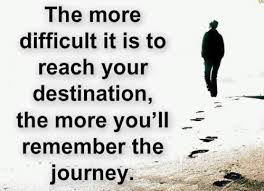 The more
difficult it is to
reach your
destination,
the more you'll
remember the
journey.